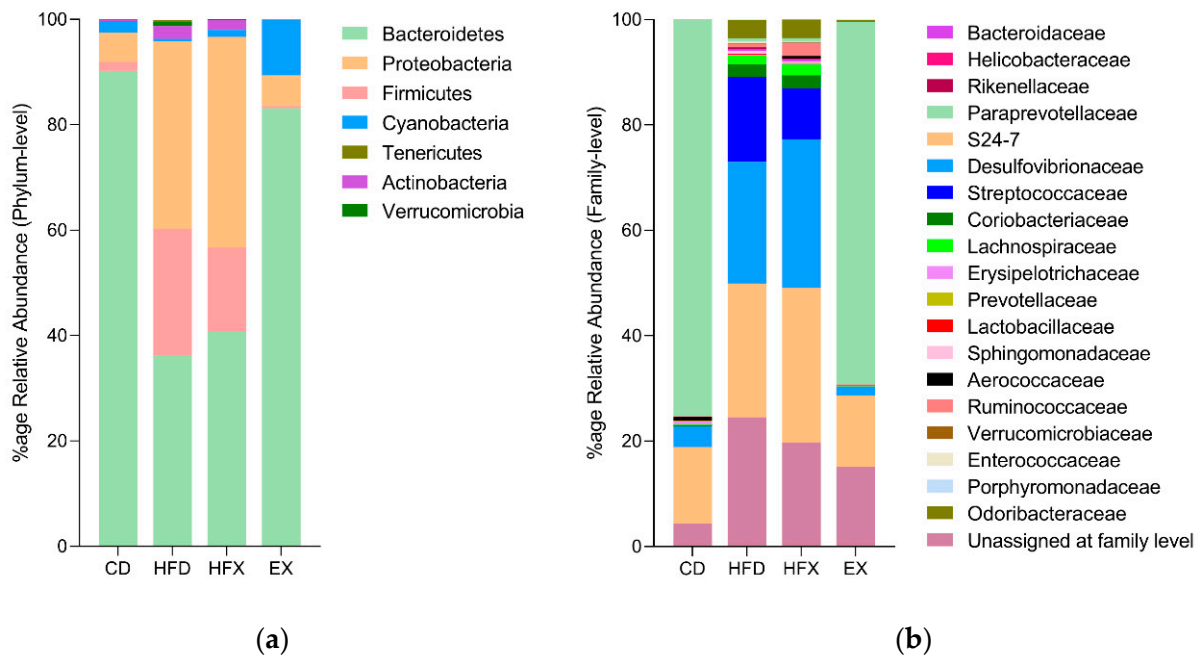 %age Relative Abundance (Phylum-level)
100
80
60
40
20
0
CD HFD HFX EX
Bacteroidetes
Proteobacteria
Firmicutes
Cyanobacteria
Tenericutes
Actinobacteria
Verrucomicrobia
(a)
%age Relative Abundance (Family-level)
100
80
60
40
20
0
CD HFD HFX EX
Bacteroidaceae
Helicobacteraceae
Rikenellaceae
Paraprevotellaceae
S24-7
Desulfovibrionaceae
Streptococcaceae
Coriobacteriaceae
Lachnospiraceae
Erysipelotrichaceae
Prevotellaceae
Lactobacillaceae
Sphingomonadaceae
Aerococcaceae
Ruminococcaceae
Verrucomicrobiaceae
Enterococcaceae
Porphyromonadaceae
Odoribacteraceae
Unassigned at family level
(b)